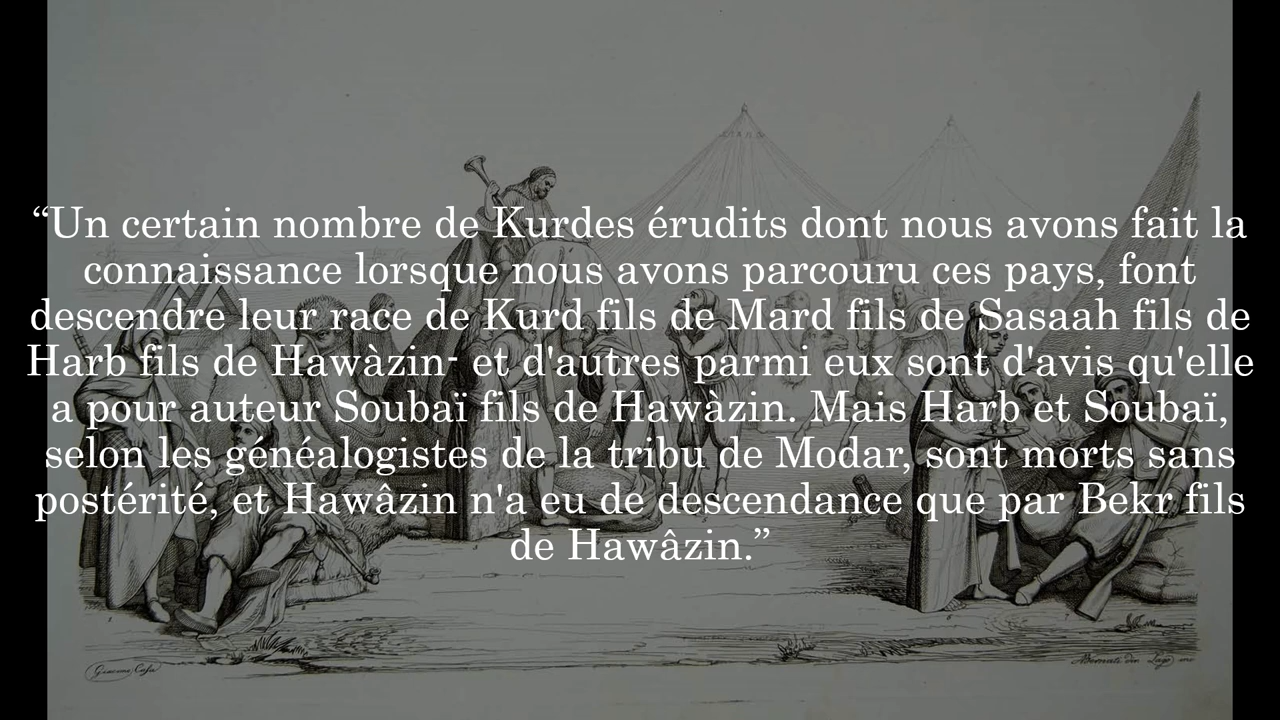 “Un certain nombre de Kurdes érudits dont nous avons fait la
connaissance lorsque nous avons parcouru ces pays, font
descendre leur race de Kurd fils de Mard fils de Sasaah fils de
Harb fils de Hawàzin- et d'autres parmi eux sont d'avis qu'elle
a pour auteur Soubaï fils de Hawàzin. Mais Harb et Soubaï,
selon les généalogistes de la tribu de Modar, sont morts sans
postérité, et Hawâzin n'a eu de descendance que par Bekr fils
de Hawâzin.”